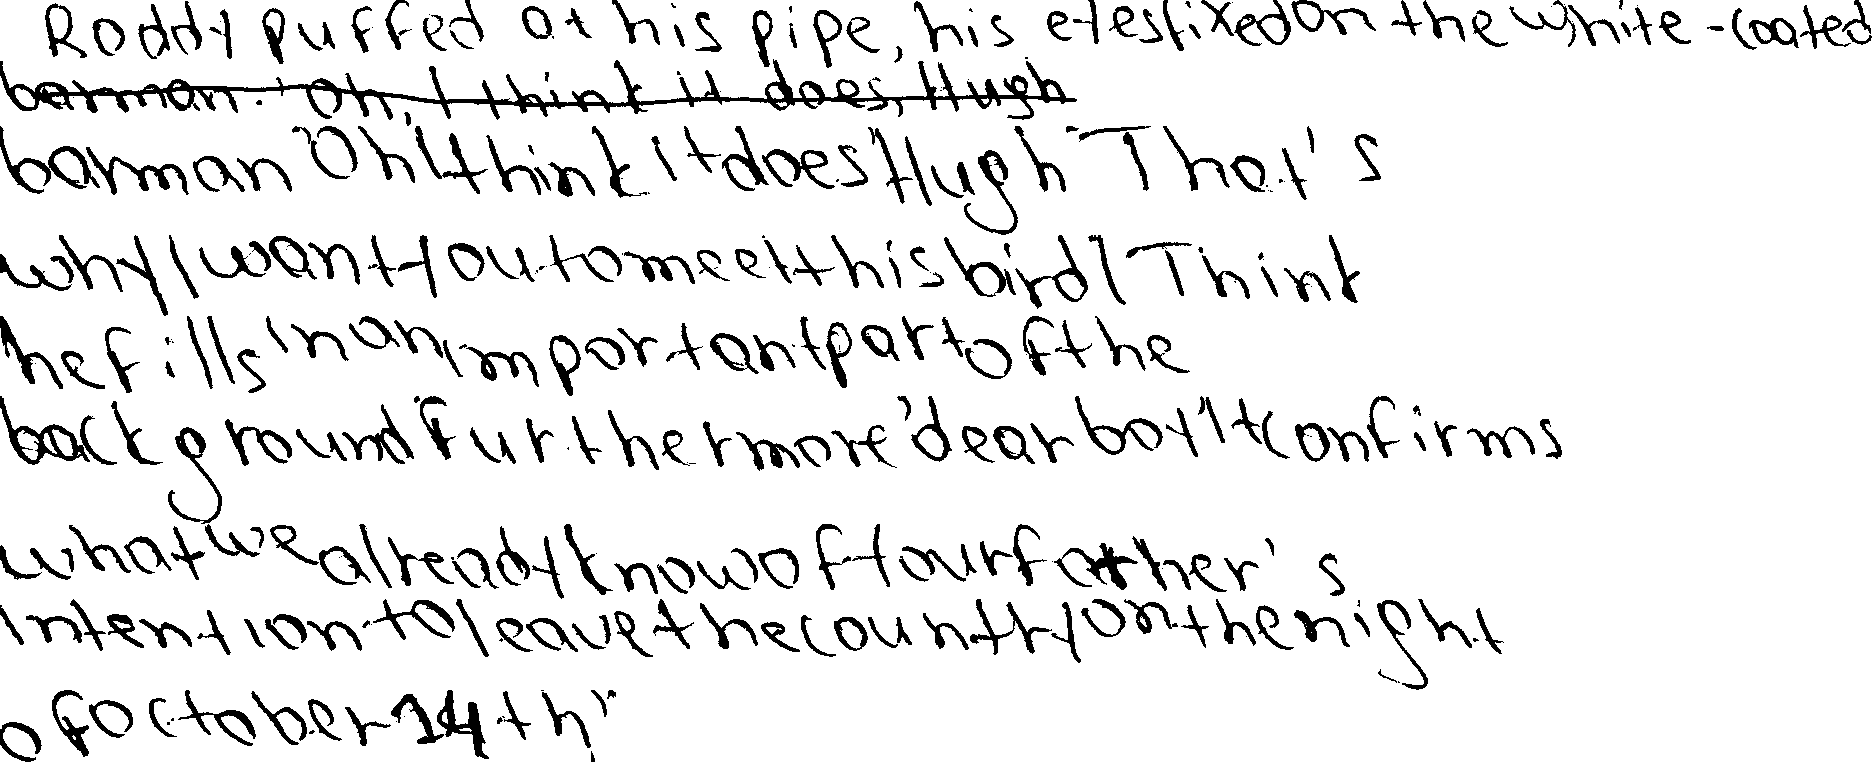 Roddy puffed at his pipe, his eyes fixed on the white-coated
barman. "Oh, I think it does, Hugh
barman "Oh, I think it does, Hugh" That's
why I want you to meet this bird I Think
he fills in an important part of the
background Furthermore, dear boy, it confirms
what we already know of your father's
intention to leave the country on the night
of October 14th"